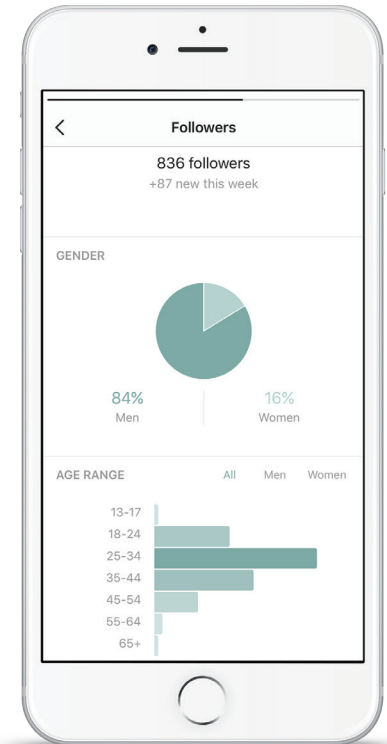 Followers
836 followers
+87 new this week
GENDER
84% 16%
Men Women
AGE RANGE All Men Women
13-17
18-24
25-34
35-44
45-54
55-64
65+